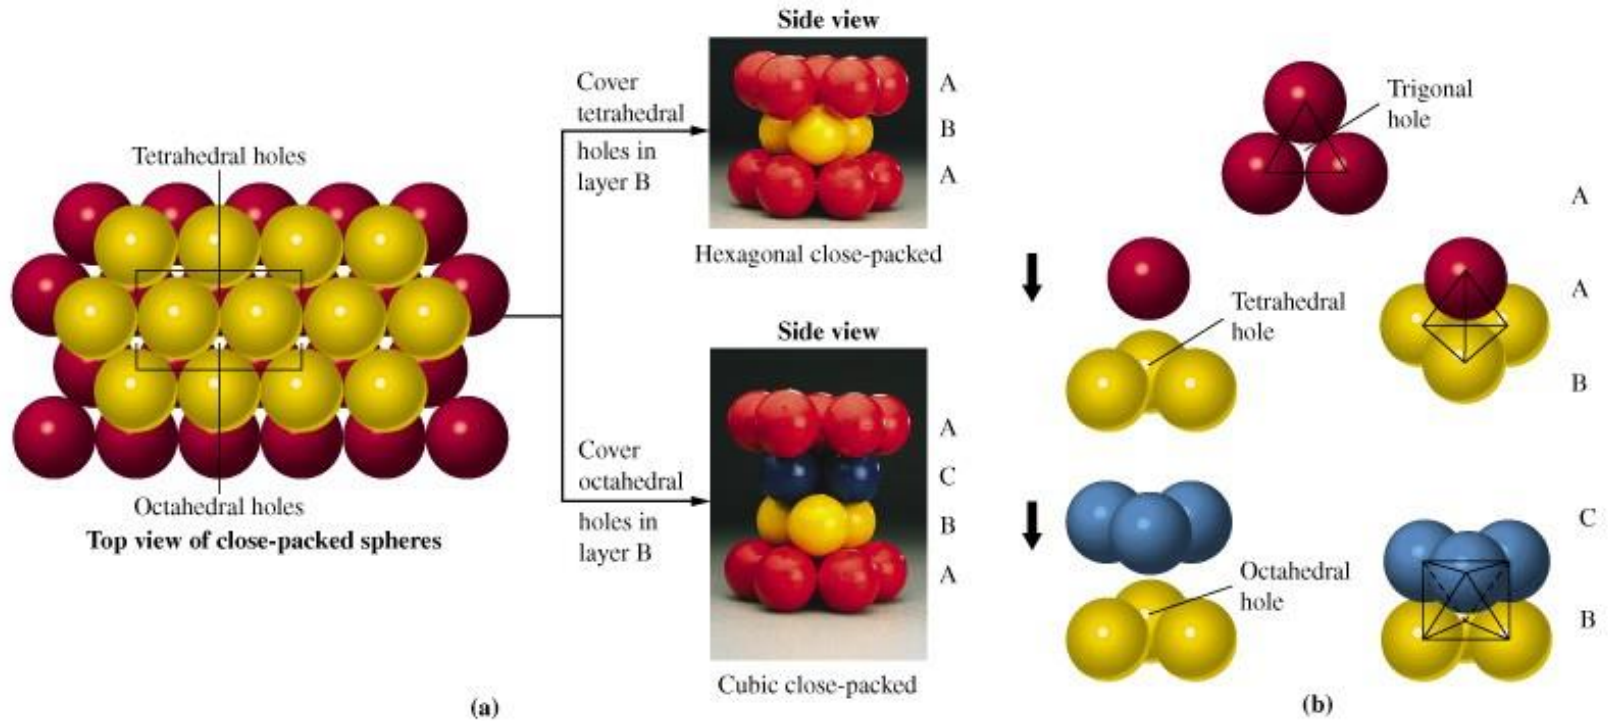 Tetrahedral holes
Octahedral holes
Top view of close-packed spheres
Cover
tetrahedral
holes in
layer B
Side view
A
B
A
Hexagonal close-packed
Cover
octahedral
holes in
layer B
Side view
A
C
B
A
Cubic close-packed
(a)
Trigonal
hole
A
Tetrahedral
hole
A
B
Octahedral
hole
C
B
(b)